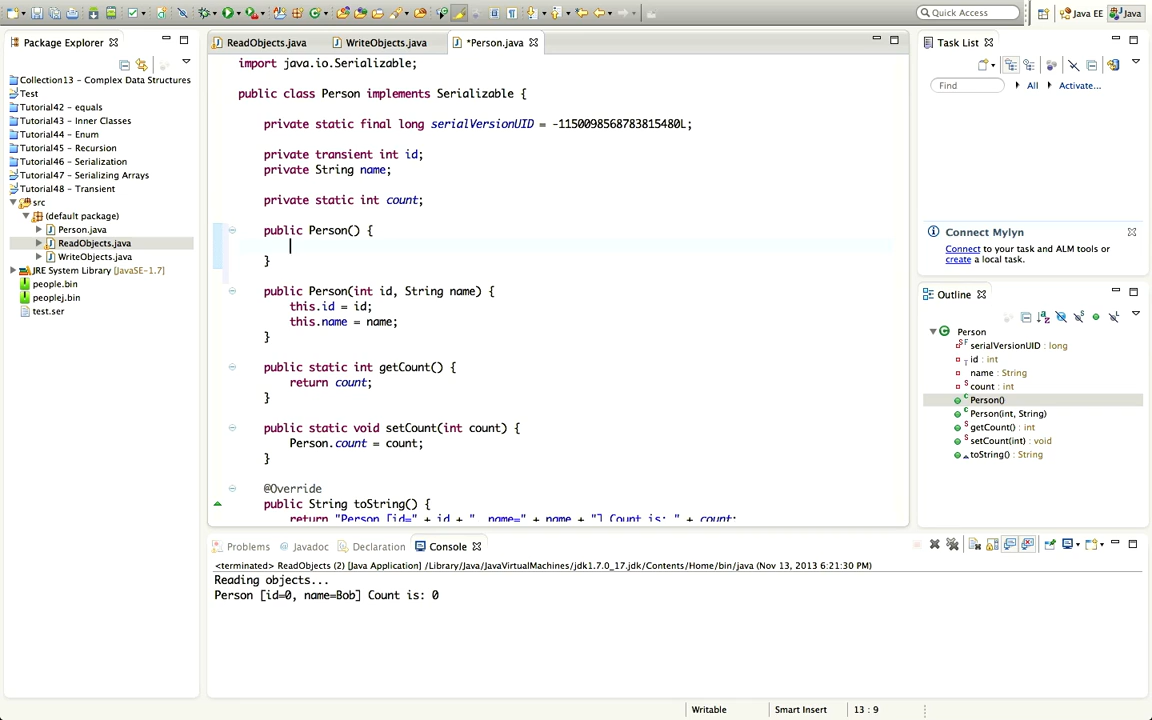 Quick Access
Java EE
Java
Package Explorer
Collection13 - Complex Data Structures
Test
Tutorial42 - equals
Tutorial43 - Inner Classes
Tutorial44 - Enum
Tutorial45 - Recursion
Tutorial46 - Serialization
Tutorial47 - Serializing Arrays
Tutorial48 - Transient
src
(default package)
Person.java
ReadObjects.java
WriteObjects.java
JRE System Library [JavaSE-1.7]
people.bin
peoplej.bin
test.ser
ReadObjects.java
WriteObjects.java
*Person.java
import java.io.Serializable;
public class Person implements Serializable {
private static final long serialVersionUID = -1150098568783815480L;
private transient int id;
private String name;
private static int count;
public Person() {
}
public Person(int id, String name) {
this.id = id;
this.name = name;
}
public static int getCount() {
return count;
}
public static void setCount(int count) {
Person.count = count;
}
@Override
public String toString() {
return "Person [id=" + id + ", name=" + name + "] Count is: " + count;
Problems
Javadoc
Declaration
Console
<terminated> ReadObjects (2) [Java Application] /Library/Java/JavaVirtualMachines/jdk1.7.0_17.jdk/Contents/Home/bin/java (Nov 13, 2013 6:21:30 PM)
Reading objects...
Person [id=0, name=Bob] Count is: 0
Task List
Find
All
Activate...
Connect Mylyn
Connect to your task and ALM tools or
create a local task.
Outline
Person
serialVersionUID : long
id : int
name : String
count : int
Person()
Person(int, String)
getCount() : int
setCount(int) : void
toString() : String
Writable
Smart Insert
13 : 9